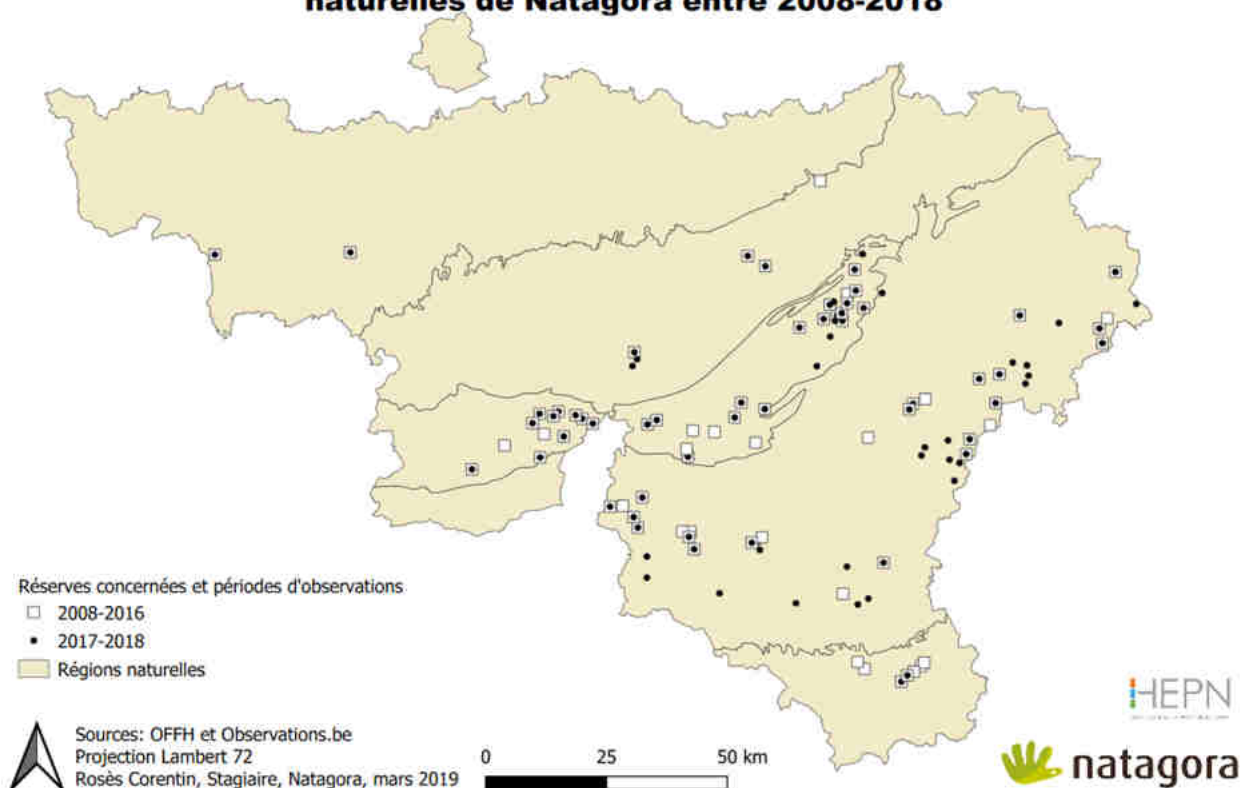 naturelles de Natagora entre 2008-2018
Réserves concernées et périodes d'observations
2008-2016
2017-2018
Régions naturelles
Sources: OFFH et Observations.be
Projection Lambert 72
Rosès Corentin, Stagiaire, Natagora, mars 2019
0 25 50 km
HEPN
natagora